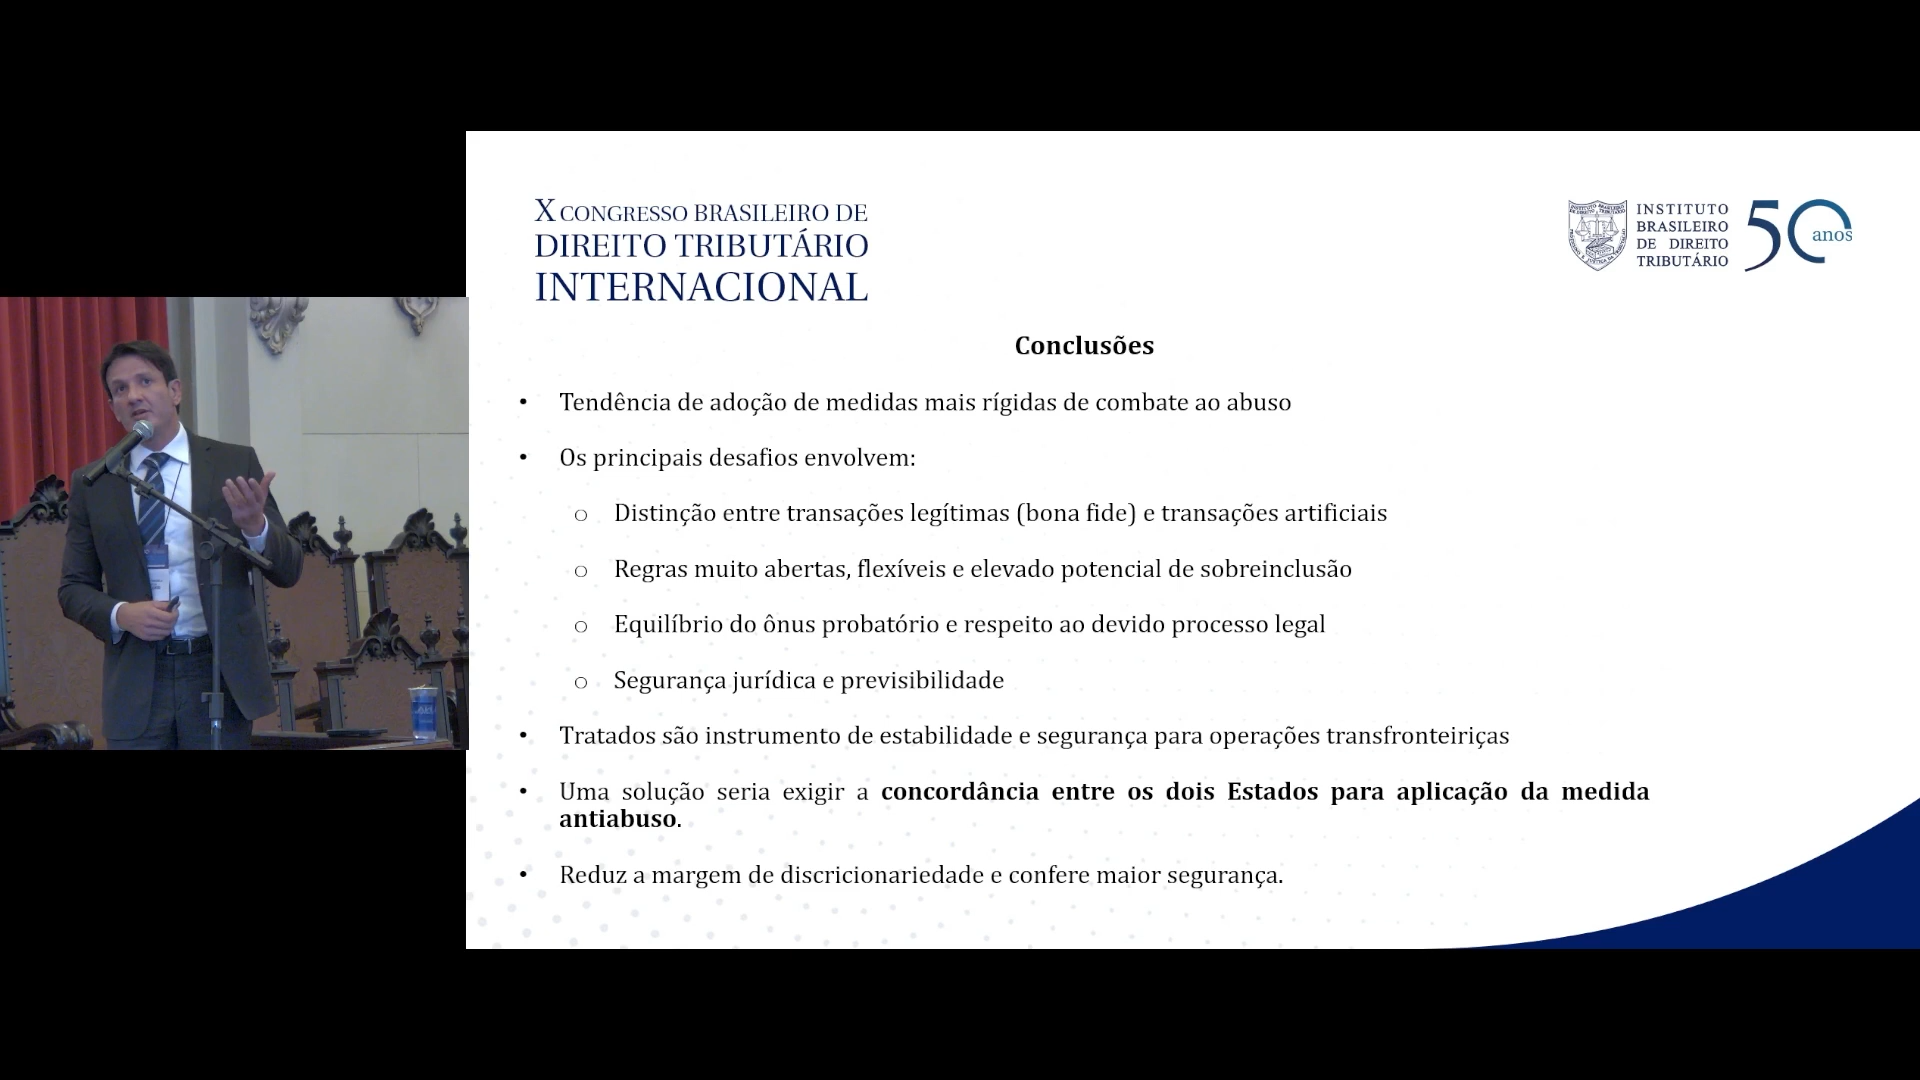 X CONGRESSO BRASILEIRO DE
DIREITO TRIBUTÁRIO
INTERNACIONAL
INSTITUTO
BRASILEIRO
DE DIREITO
TRIBUTÁRIO
50 anos
Conclusões
• Tendência de adoção de medidas mais rígidas de combate ao abuso
• Os principais desafios envolvem:
o Distinção entre transações legítimas (bona fide) e transações artificiais
o Regras muito abertas, flexíveis e elevado potencial de sobreinclusão
o Equilíbrio do ônus probatório e respeito ao devido processo legal
o Segurança jurídica e previsibilidade
• Tratados são instrumento de estabilidade e segurança para operações transfronteiriças
• Uma solução seria exigir a concordância entre os dois Estados para aplicação da medida
antiabuso.
• Reduz a margem de discricionariedade e confere maior segurança.